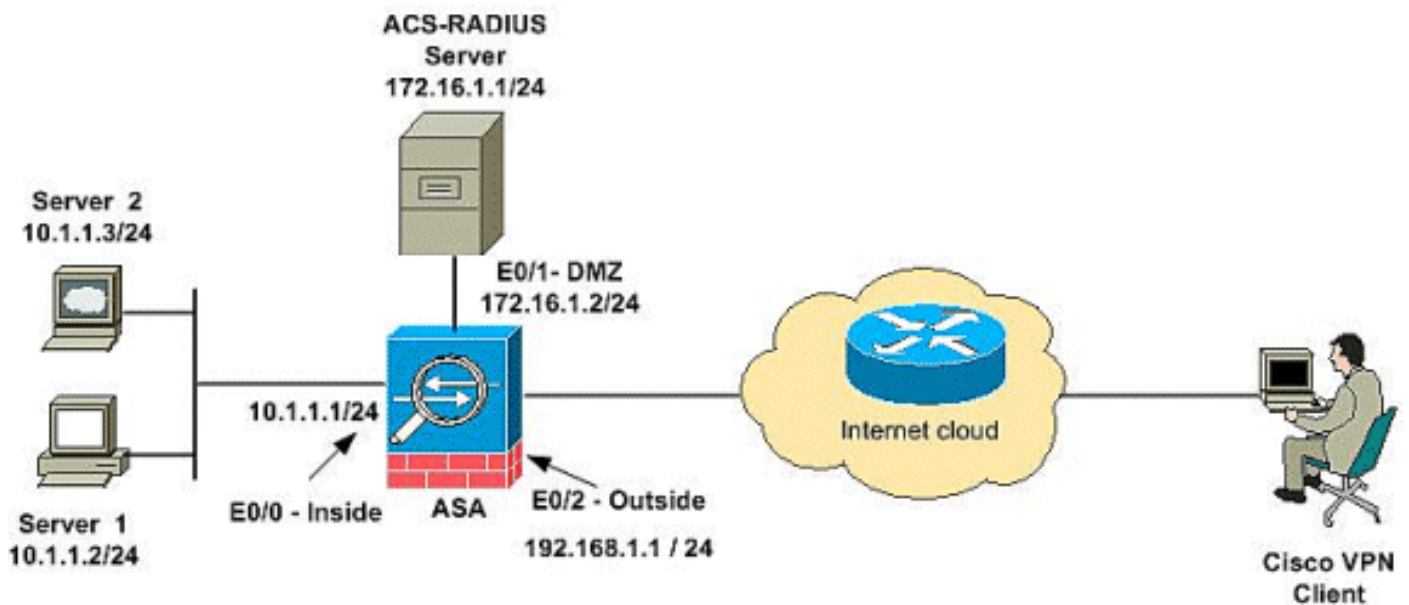 ACS-RADIUS
Server
172.16.1.1/24
Server 2
10.1.1.3/24
E0/1- DMZ
172.16.1.2/24
10.1.1.1/24
Internet cloud
E0/0 - Inside
ASA
E0/2 - Outside
192.168.1.1 / 24
Server 1
10.1.1.2/24
Cisco VPN
Client